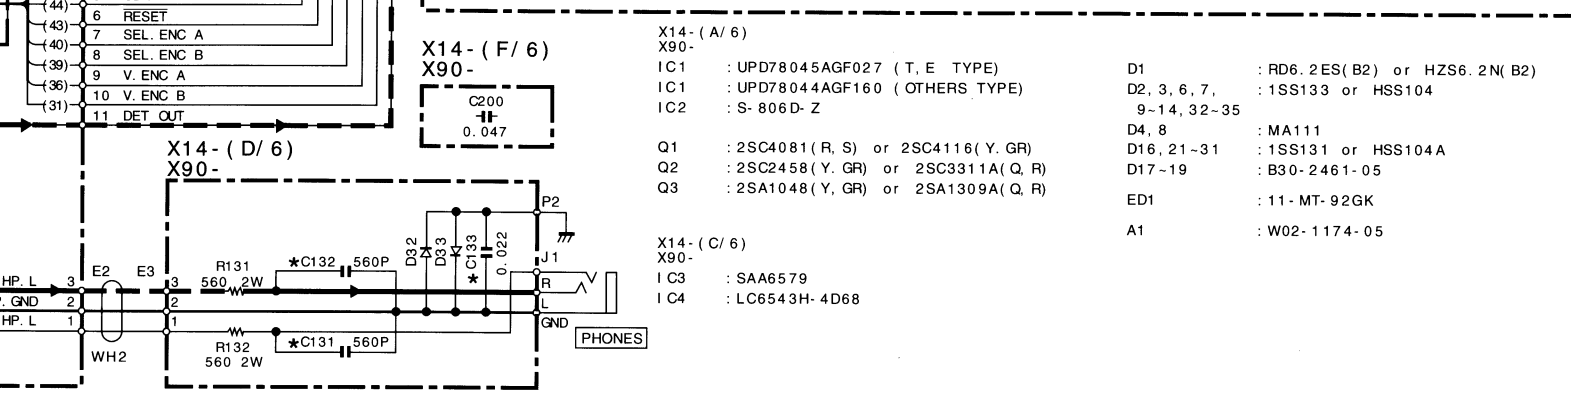 (44)
(43)
(40)
(39)
(36)
(31)
6 RESET
7 SEL. ENC A
8 SEL. ENC B
9 V. ENC A
10 V. ENC B
11 DET OUT
X14-(F/6)
X90-
C200
0.047
X14-(D/6)
X90-
P2
D32
D33
*C133
0.022
J1
E2
E3
HP. L
3
3
R131
560 2W
*C132 560P
R
. GND
2
2
L
HP. L
1
1
GND
R132
560 2W
*C131 560P
WH2
PHONES
X14-(A/6)
X90-
IC1 : UPD78045AGF027 (T, E TYPE)
IC1 : UPD78044AGF160 (OTHERS TYPE)
IC2 : S-806D-Z
Q1 : 2SC4081(R, S) or 2SC4116(Y. GR)
Q2 : 2SC2458(Y. GR) or 2SC3311A(Q, R)
Q3 : 2SA1048(Y, GR) or 2SA1309A(Q, R)
X14-(C/6)
X90-
IC3 : SAA6579
IC4 : LC6543H-4D68
D1 : RD6.2ES(B2) or HZS6.2N(B2)
D2, 3, 6, 7, : 1SS133 or HSS104
9~14, 32~35
D4, 8 : MA111
D16, 21~31 : 1SS131 or HSS104A
D17~19 : B30-2461-05
ED1 : 11-MT-92GK
A1 : W02-1174-05